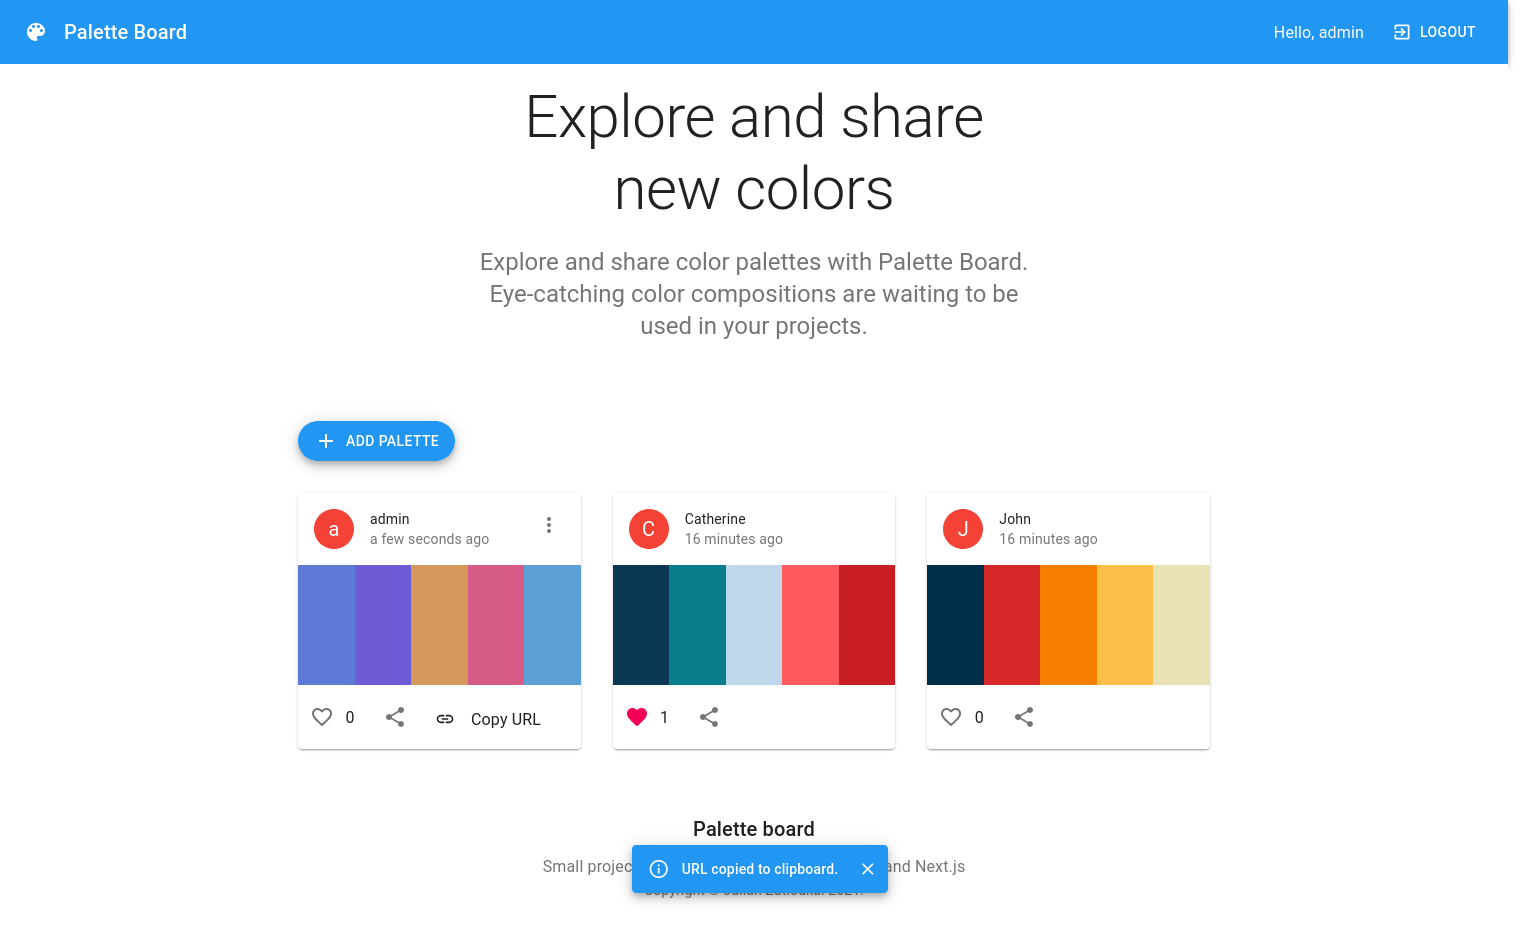 Palette Board
Hello, admin
LOGOUT
Explore and share
new colors
Explore and share color palettes with Palette Board.
Eye-catching color compositions are waiting to be
used in your projects.
ADD PALETTE
a
admin
a few seconds ago
C
Catherine
16 minutes ago
J
John
16 minutes ago
0
Copy URL
1
0
Palette board
Small projec
and Next.js
URL copied to clipboard.